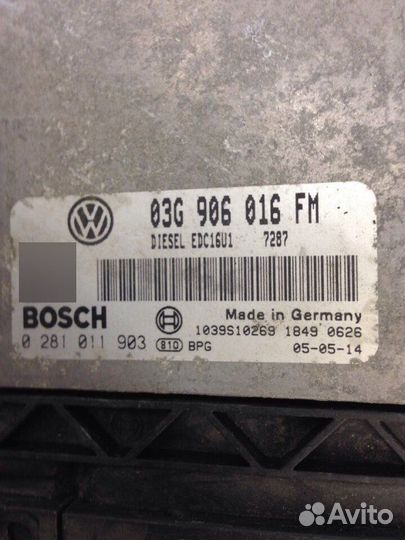 03G 906 016 FM
DIESEL EDC16U1 7287
BOSCH
Made in Germany
1039S10269 1849 0626
0 281 011 903 810 BPG 05-05-14
Avito